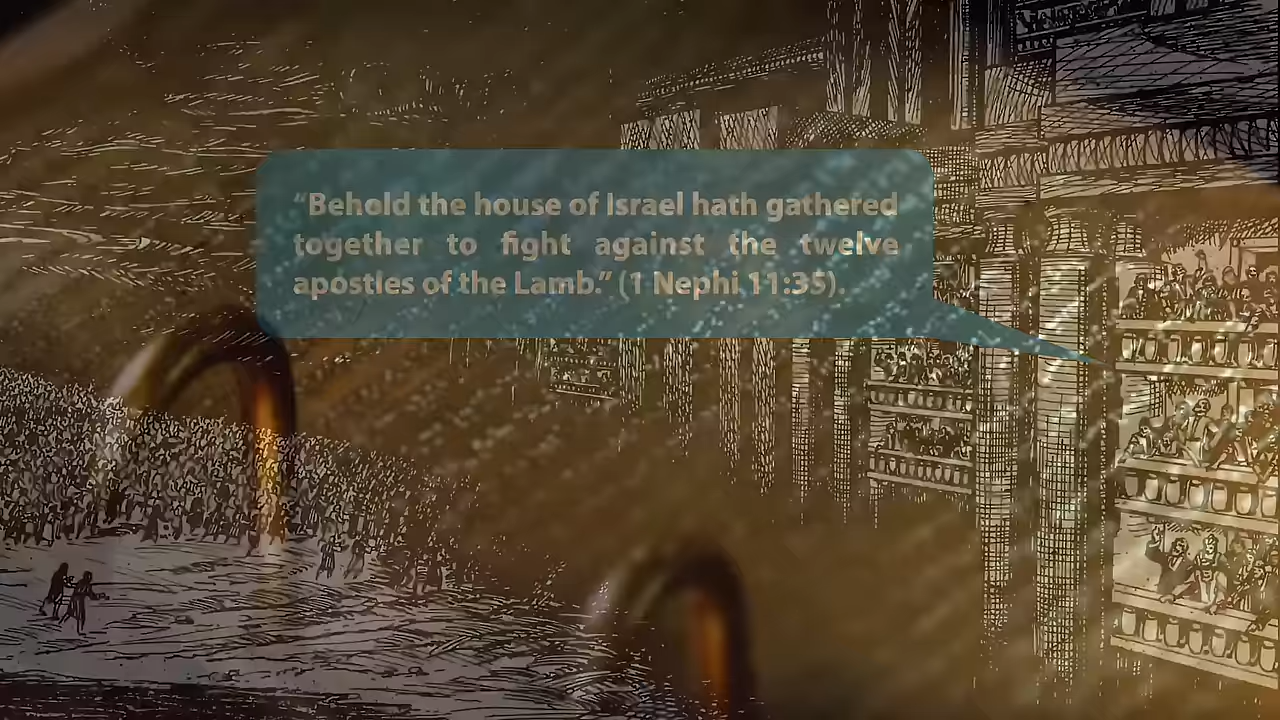 “Behold the house of Israel hath gathered
together to fight against the twelve
apostles of the Lamb.” (1 Nephi 11:35).